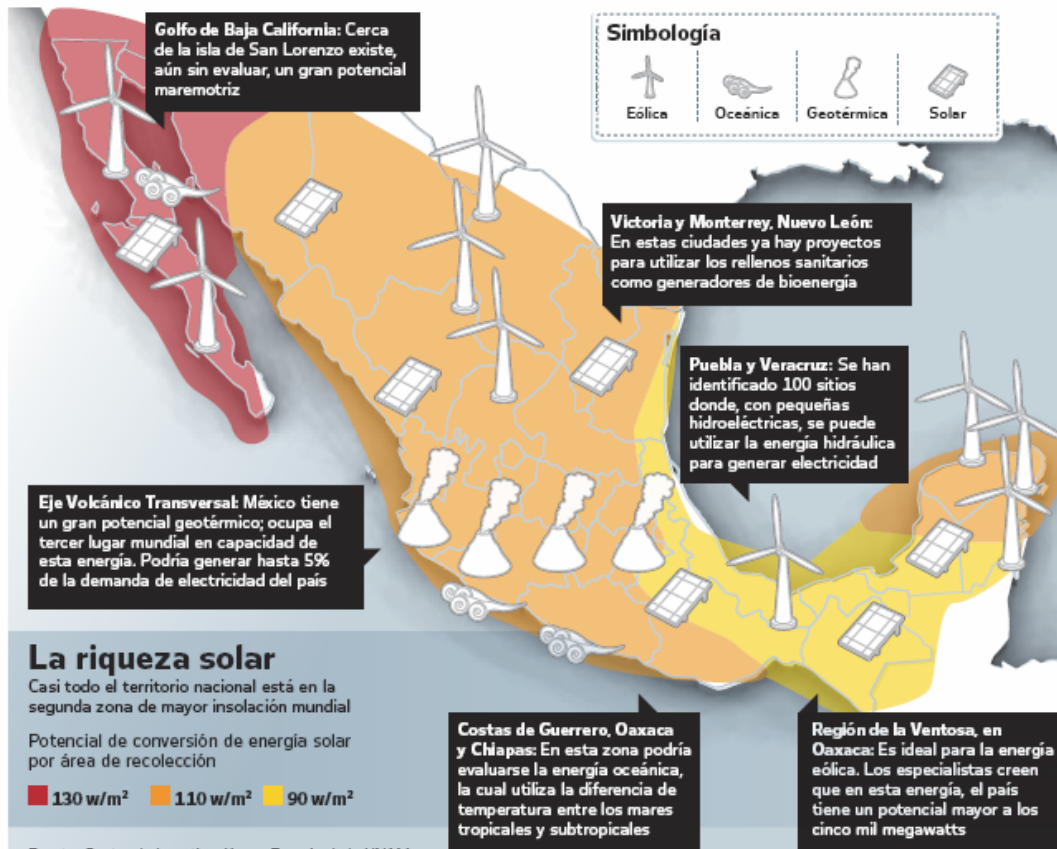 Golfo de Baja California: Cerca
de la isla de San Lorenzo existe,
aún sin evaluar, un gran potencial
maremotriz
Simbología
Eólica
Oceánica
Geotérmica
Solar
Victoria y Monterrey, Nuevo León:
En estas ciudades ya hay proyectos
para utilizar los rellenos sanitarios
como generadores de bioenergía
Puebla y Veracruz: Se han
identificado 100 sitios
donde, con pequeñas
hidroeléctricas, se puede
utilizar la energía hidráulica
para generar electricidad
Eje Volcánico Transversal: México tiene
un gran potencial geotérmico; ocupa el
tercer lugar mundial en capacidad de
esta energía. Podría generar hasta 5%
de la demanda de electricidad del país
La riqueza solar
Casi todo el territorio nacional está en la
segunda zona de mayor insolación mundial
Potencial de conversión de energía solar
por área de recolección
130 w/m²
110 w/m²
90 w/m²
Costas de Guerrero, Oaxaca
y Chiapas: En esta zona podría
evaluarse la energía oceánica,
la cual utiliza la diferencia de
temperatura entre los mares
tropicales y subtropicales
Región de la Ventosa, en
Oaxaca: Es ideal para la energía
eólica. Los especialistas creen
que en esta energía, el país
tiene un potencial mayor a los
cinco mil megawatts